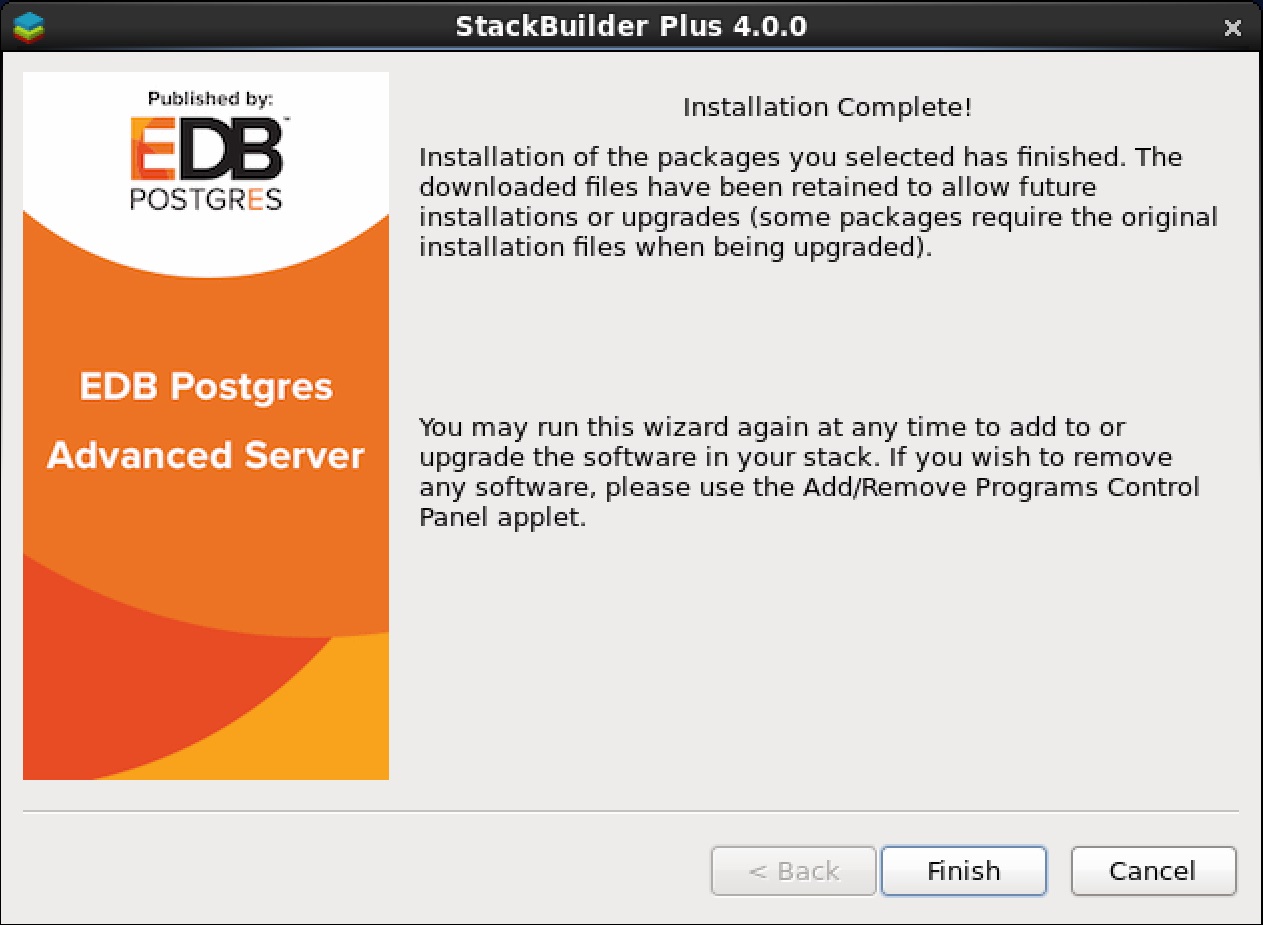 StackBuilder Plus 4.0.0
Published by:
EDB™
POSTGRES
EDB Postgres
Advanced Server
Installation Complete!
Installation of the packages you selected has finished. The
downloaded files have been retained to allow future
installations or upgrades (some packages require the original
installation files when being upgraded).
You may run this wizard again at any time to add to or
upgrade the software in your stack. If you wish to remove
any software, please use the Add/Remove Programs Control
Panel applet.
< Back
Finish
Cancel